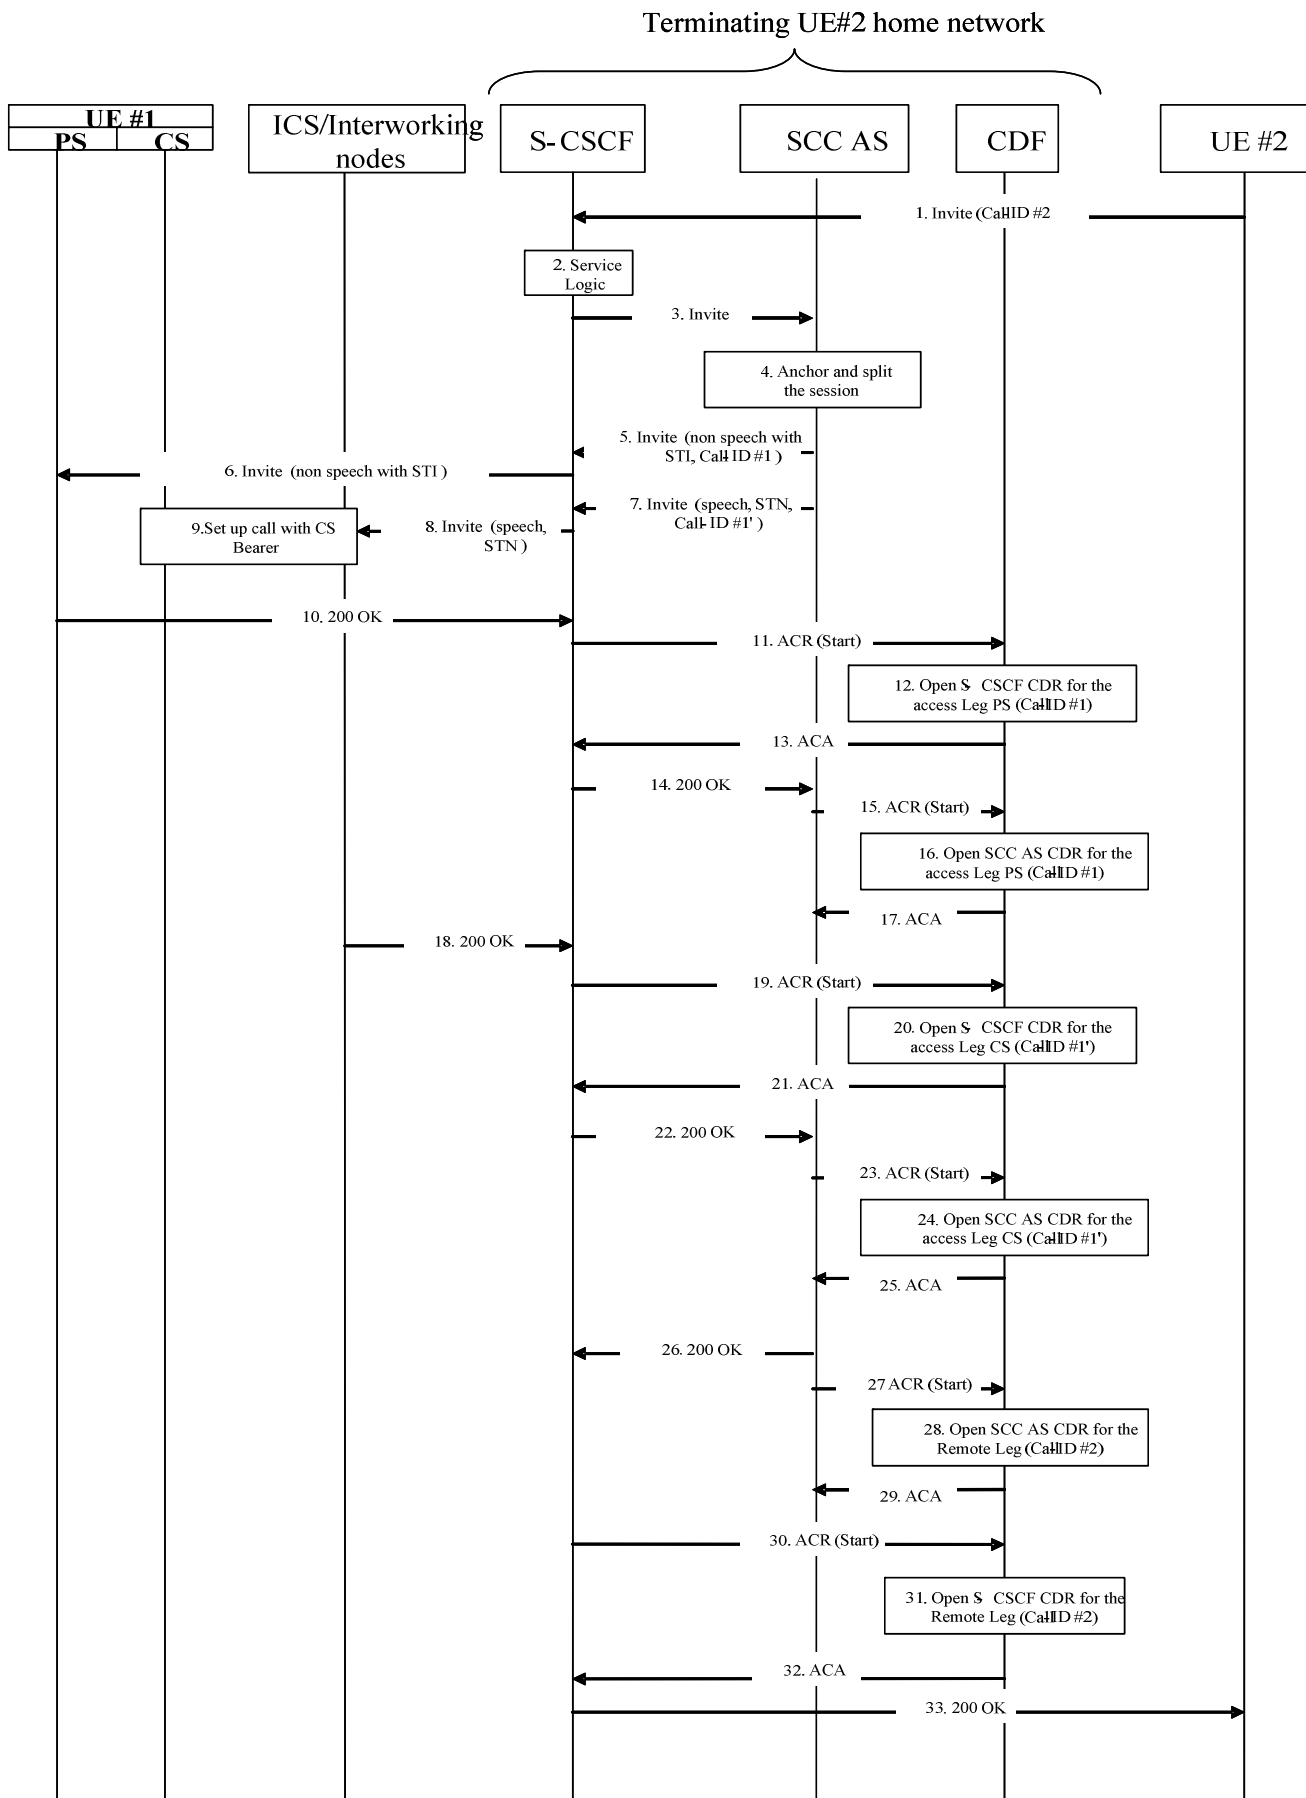 Terminating UE#2 home network
UE #1
PS
CS
ICS/Interworking
nodes
S-CSCF
SCC AS
CDF
UE #2
1. Invite (Call-ID #2
2. Service
Logic
3. Invite
4. Anchor and split
the session
5. Invite (non speech with
STI, Call-ID #1)
6. Invite (non speech with STI)
7. Invite (speech, STN,
Call-ID #1')
8. Invite (speech,
STN)
9.Set up call with CS
Bearer
10. 200 OK
11. ACR (Start)
12. Open S- CSCF CDR for the
access Leg PS (Call-ID #1)
13. ACA
14. 200 OK
15. ACR (Start)
16. Open SCC AS CDR for the
access Leg PS (Call-ID #1)
17. ACA
18. 200 OK
19. ACR (Start)
20. Open S- CSCF CDR for the
access Leg CS (Call-ID #1')
21. ACA
22. 200 OK
23. ACR (Start)
24. Open SCC AS CDR for the
access Leg CS (Call-ID #1')
25. ACA
26. 200 OK
27 ACR (Start)
28. Open SCC AS CDR for the
Remote Leg (Call-ID #2)
29. ACA
30. ACR (Start)
31. Open S- CSCF CDR for the
Remote Leg (Call-ID #2)
32. ACA
33. 200 OK